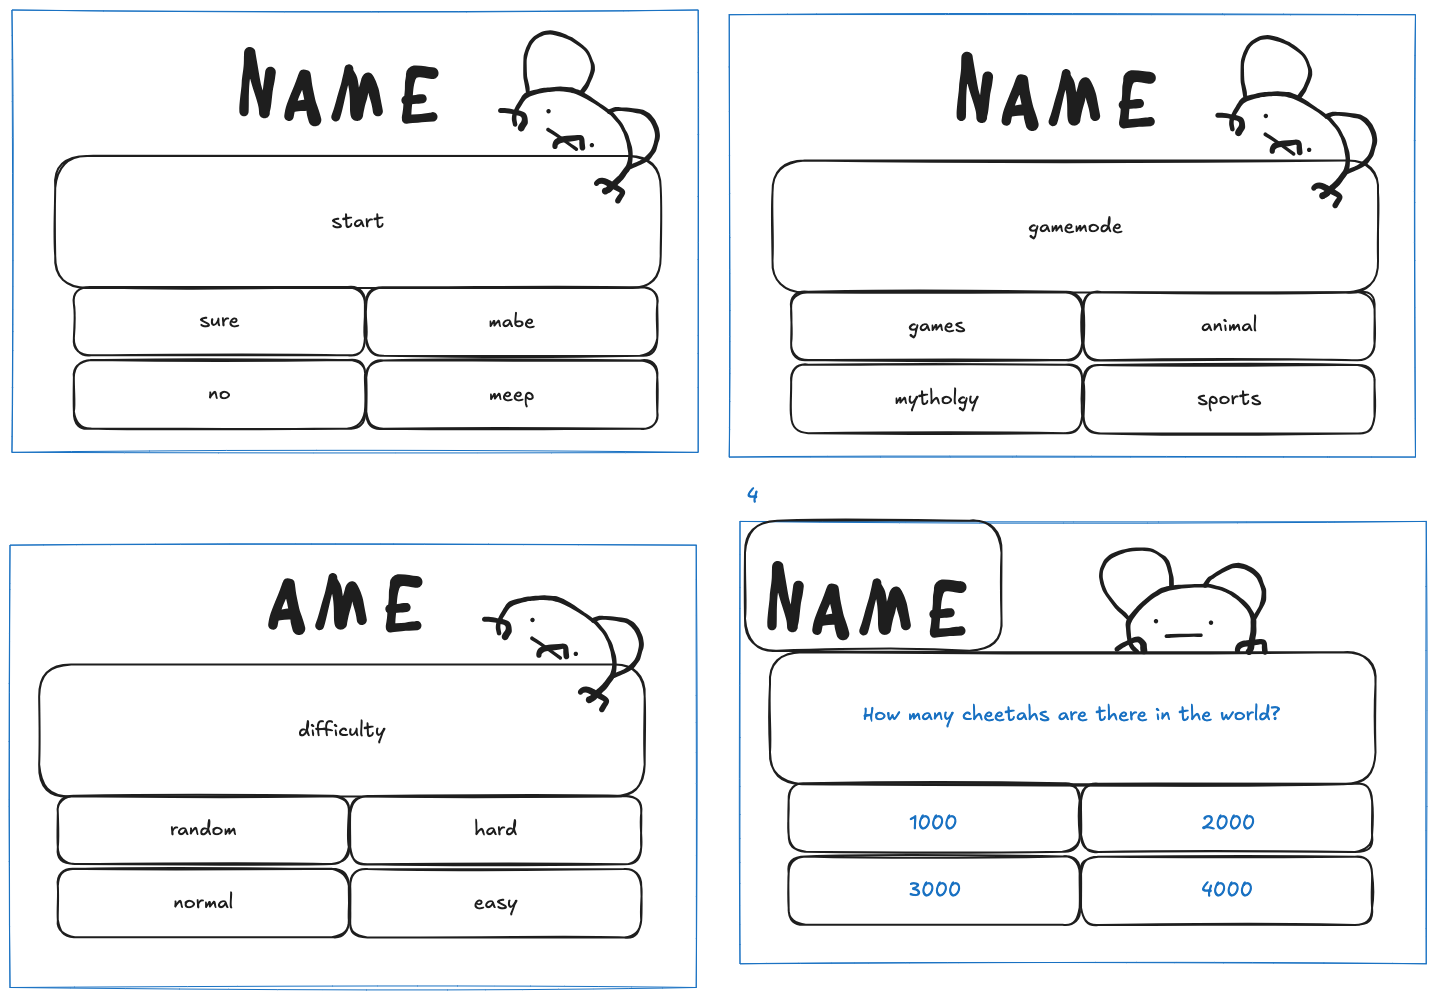 NAME
start
sure
mabe
no
meep
NAME
gamemode
games
animal
mytholgy
sports
AME
difficulty
random
hard
normal
easy
4
NAME
How many cheetahs are there in the world?
1000
2000
3000
4000